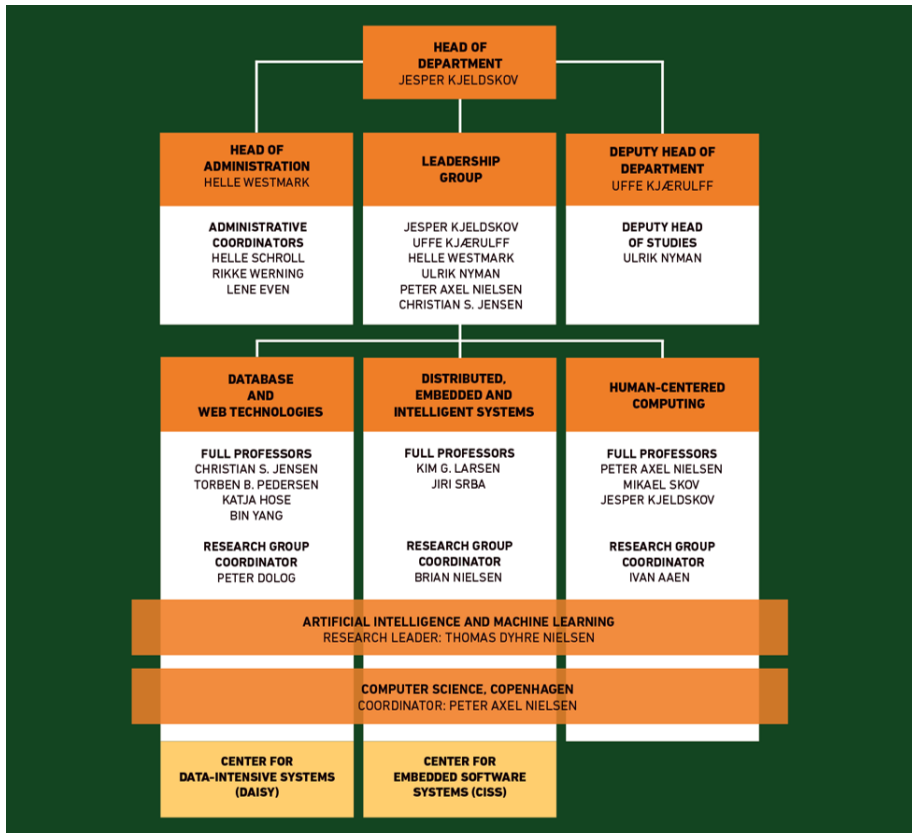 HEAD OF
DEPARTMENT
JESPER KJELDSKOV
HEAD OF
ADMINISTRATION
HELLE WESTMARK
ADMINISTRATIVE
COORDINATORS
HELLE SCHROLL
RIKKE WERNING
LENE EVEN
LEADERSHIP
GROUP
JESPER KJELDSKOV
UFFE KJÆRULFF
HELLE WESTMARK
ULRIK NYMAN
PETER AXEL NIELSEN
CHRISTIAN S. JENSEN
DEPUTY HEAD OF
DEPARTMENT
UFFE KJÆRULFF
DEPUTY HEAD
OF STUDIES
ULRIK NYMAN
DATABASE
AND
WEB TECHNOLOGIES
FULL PROFESSORS
CHRISTIAN S. JENSEN
TORBEN B. PEDERSEN
KATJA HOSE
BIN YANG
RESEARCH GROUP
COORDINATOR
PETER DOLOG
DISTRIBUTED,
EMBEDDED AND
INTELLIGENT SYSTEMS
FULL PROFESSORS
KIM G. LARSEN
JIRI SRBA
RESEARCH GROUP
COORDINATOR
BRIAN NIELSEN
HUMAN-CENTERED
COMPUTING
FULL PROFESSORS
PETER AXEL NIELSEN
MIKAEL SKOV
JESPER KJELDSKOV
RESEARCH GROUP
COORDINATOR
IVAN AAEN
ARTIFICIAL INTELLIGENCE AND MACHINE LEARNING
RESEARCH LEADER: THOMAS DYHRE NIELSEN
COMPUTER SCIENCE, COPENHAGEN
COORDINATOR: PETER AXEL NIELSEN
CENTER FOR
DATA-INTENSIVE SYSTEMS
(DAISY)
CENTER FOR
EMBEDDED SOFTWARE
SYSTEMS (CISS)